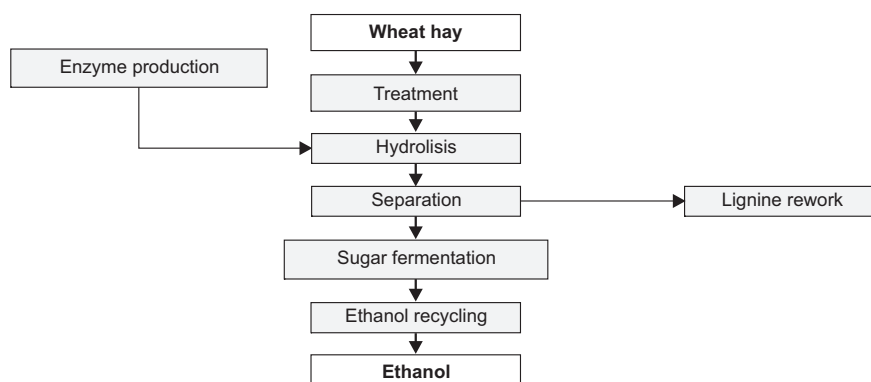 Wheat hay
Enzyme production
Treatment
Hydrolisis
Separation
Lignine rework
Sugar fermentation
Ethanol recycling
Ethanol